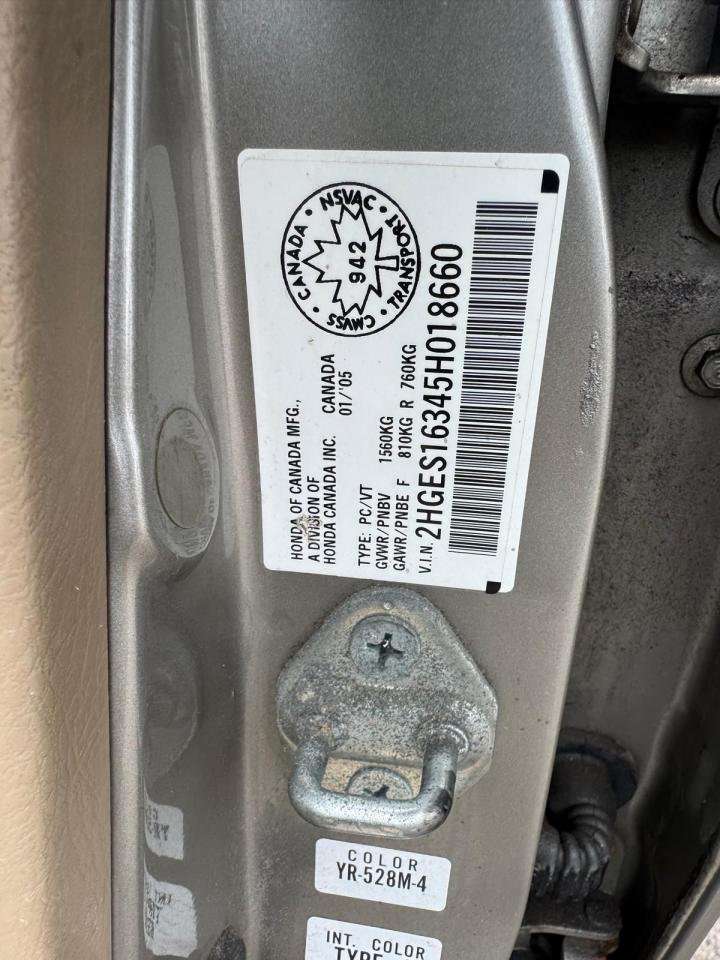 HONDA OF CANADA MFG.,
A DIVISION OF
HONDA CANADA INC. CANADA
01/'05
TYPE: PC/VT
GVWR/PNBV 1560KG
GAWR/PNBE F 810KG R 760KG
V.I.N. 2HGES16345H018660
CANADA • NSVAC • TRANSPORT • CMVSS •
942
COLOR
YR-528M-4
INT. COLOR
TYPE